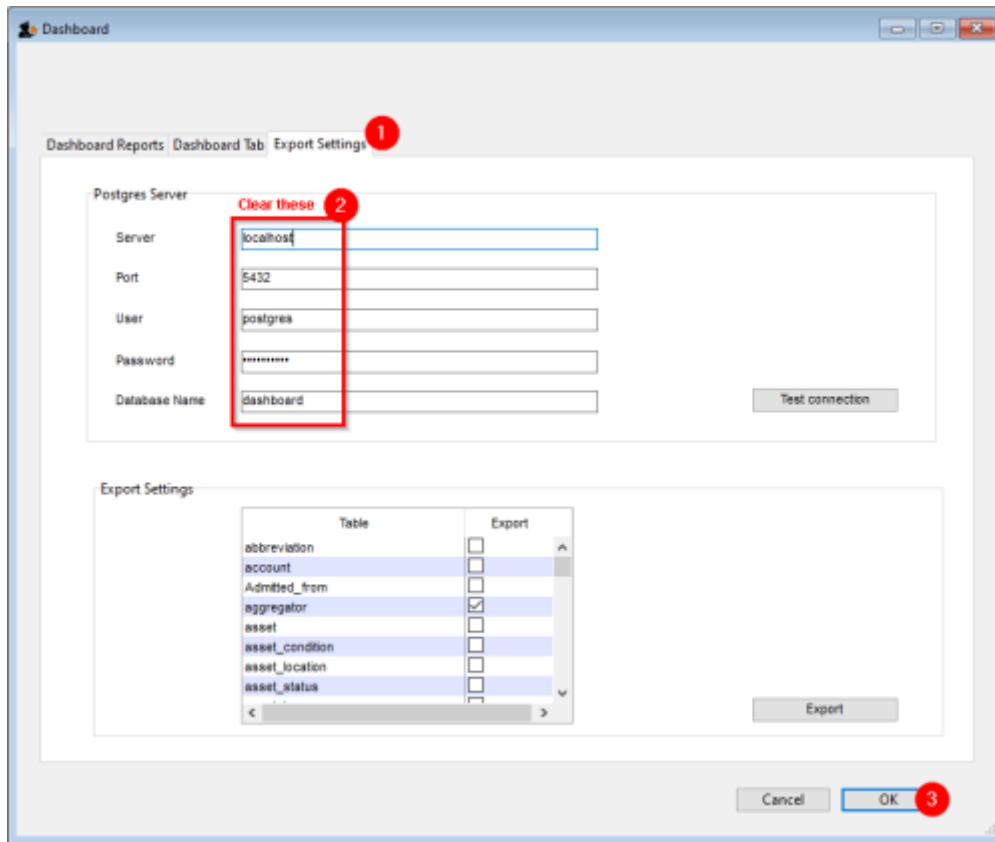 Dashboard
Dashboard Reports Dashboard Tab Export Settings 1
Postgres Server
Clear these 2
Server localhost
Port 5432
User postgres
Password •••••••••••
Database Name dashboard
Test connection
Export Settings
Table Export
abbreviation
account
Admitted_from
aggregator
asset
asset_condition
asset_location
asset_status
Export
Cancel OK 3